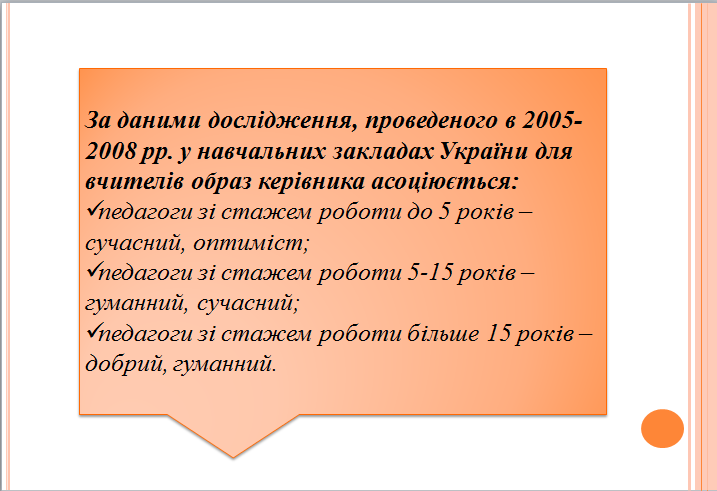 За даними дослідження, проведеного в 2005-
2008 рр. у навчальних закладах України для
вчителів образ керівника асоціюється:
✓педагоги зі стажем роботи до 5 років –
сучасний, оптиміст;
✓педагоги зі стажем роботи 5-15 років –
гуманний, сучасний;
✓педагоги зі стажем роботи більше 15 років –
добрий, гуманний.